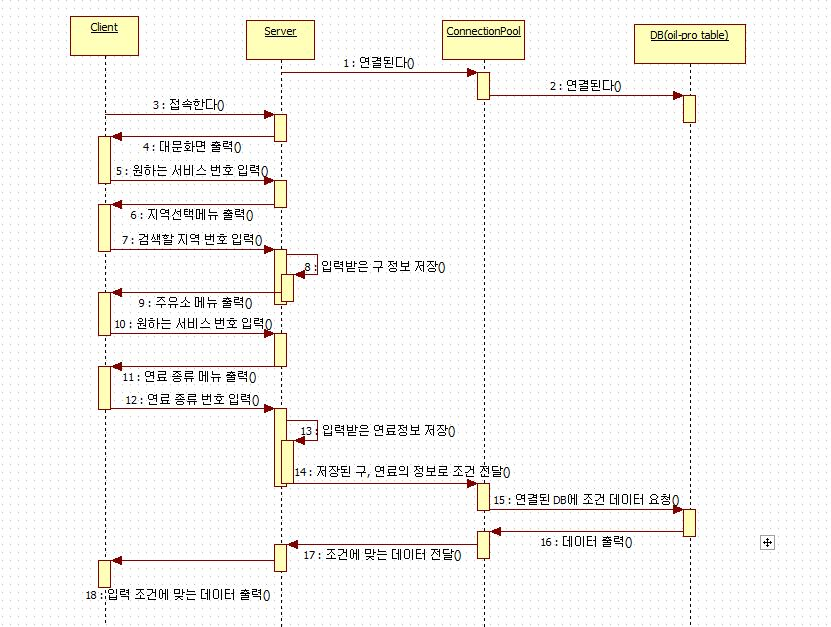 Client
Server
ConnectionPool
DB(oil-pro table)
1 : 연결된다()
2 : 연결된다()
3 : 접속한다()
4 : 대문화면 출력()
5 : 원하는 서비스 번호 입력()
6 : 지역선택메뉴 출력()
7 : 검색할 지역 번호 입력()
8 : 입력받은 구 정보 저장()
9 : 주유소 메뉴 출력()
10 : 원하는 서비스 번호 입력()
11 : 연료 종류 메뉴 출력()
12 : 연료 종류 번호 입력()
13 : 입력받은 연료정보 저장()
14 : 저장된 구, 연료의 정보로 조건 전달()
15 : 연결된 DB에 조건 데이터 요청()
16 : 데이터 출력()
17 : 조건에 맞는 데이터 전달()
18 : 입력 조건에 맞는 데이터 출력()